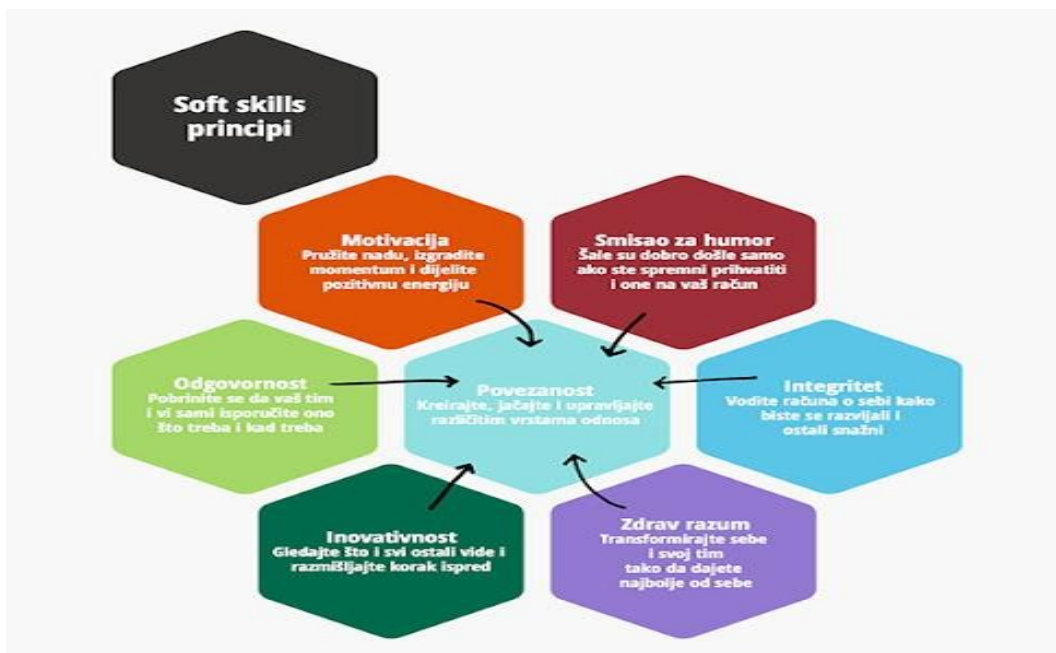 Soft skills
principi
Motivacija
Pružite nadu, izgradite
momentum i dijelite
pozitivnu energiju
Smisao za humor
Šale su dobro došle samo
ako ste spremni prihvatiti
i one na vaš račun
Odgovornost
Pobrinite se da vaš tim
i vi sami isporučite ono
što treba i kad treba
Povezanost
Kreirajte, jačajte i upravljajte
različitim vrstama odnosa
Integritet
Vodite računa o sebi kako
biste se razvijali i
ostali snažni
Inovativnost
Gledajte što i svi ostali vide i
razmišljajte korak ispred
Zdrav razum
Transformirajte sebe
i svoj tim
tako da dajete
najbolje od sebe